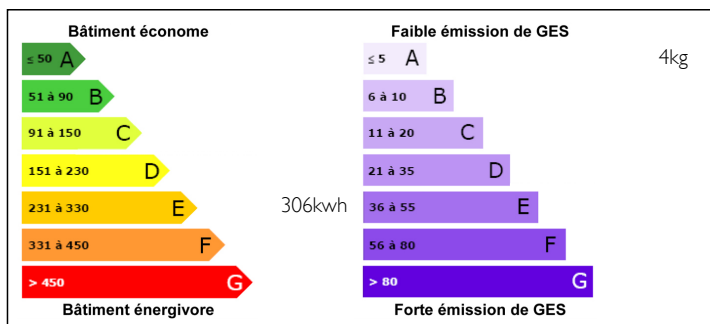 Bâtiment économe
≤ 50 A
51 à 90 B
91 à 150 C
151 à 230 D
231 à 330 E
306kwh
331 à 450 F
> 450 G
Bâtiment énergivore
Faible émission de GES
≤ 5 A
4kg
6 à 10 B
11 à 20 C
21 à 35 D
36 à 55 E
56 à 80 F
> 80 G
Forte émission de GES